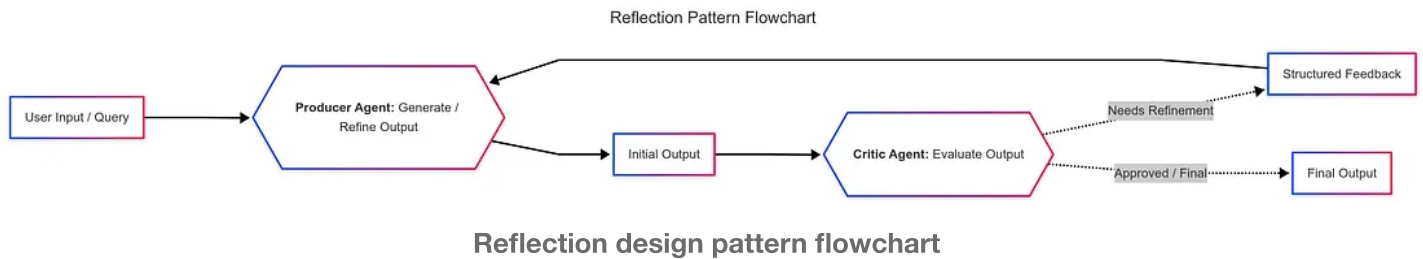 Reflection Pattern Flowchart
Structured Feedback
Producer Agent: Generate /
Refine Output
User Input / Query
Needs Refinement
Initial Output
Critic Agent: Evaluate Output
Approved / Final
Final Output
Reflection design pattern flowchart